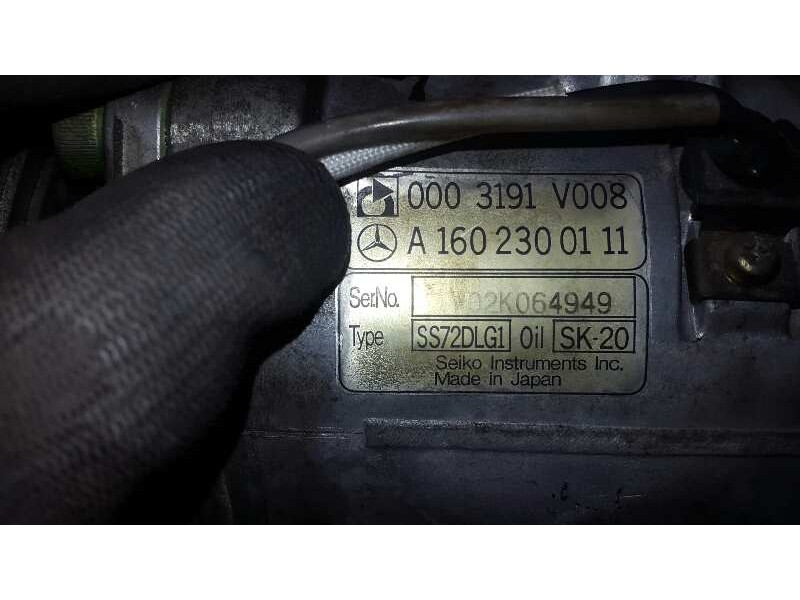 000 3191 V008
A 160 230 01 11
Ser.No. 02K064949
Type SS72DLG1 Oil SK-20
Seiko Instruments Inc.
Made in Japan